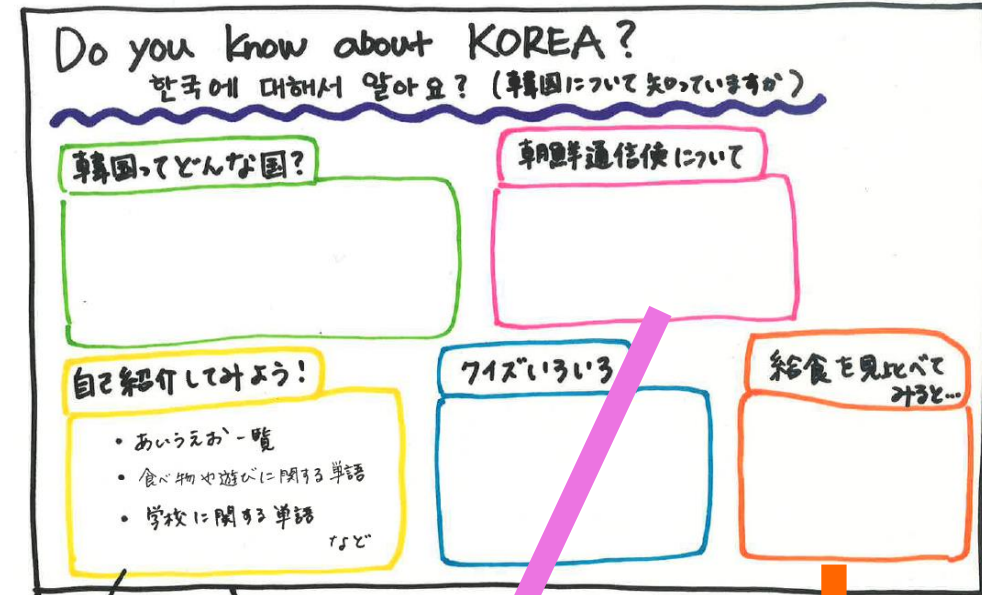 Do you know about KOREA?
한국에 대해서 알아요? (韓国について知っていますか)
韓国ってどんな国?
朝鮮通信使について
自己紹介してみよう!
・あいうえお一覧
・食べ物や遊びに関する単語
・学校に関する単語
など
クイズいろいろ
給食を見比べて
みると…